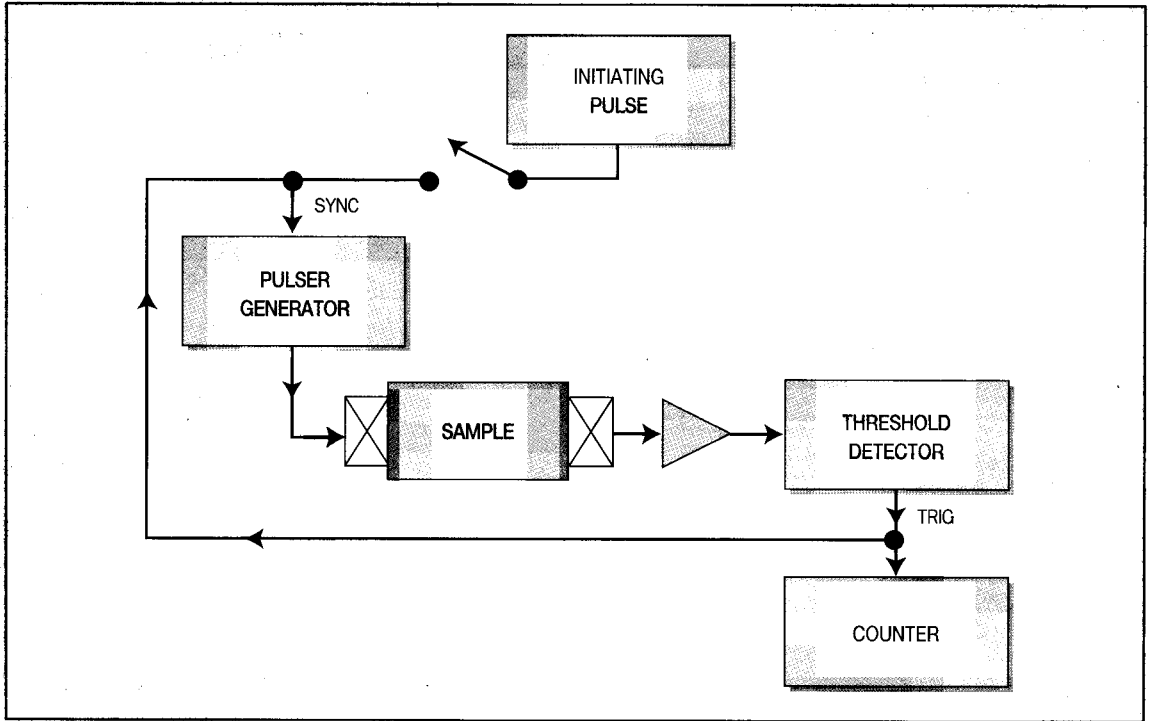 INITIATING
PULSE
SYNC
PULSER
GENERATOR
SAMPLE
THRESHOLD
DETECTOR
TRIG
COUNTER